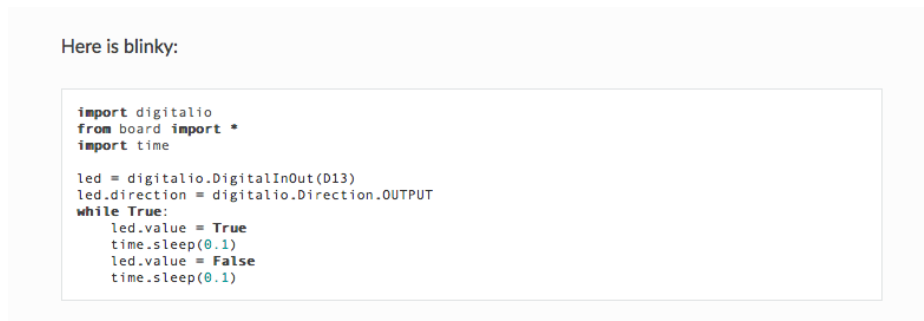 Here is blinky:
import digitalio
from board import *
import time
led = digitalio.DigitalInOut(D13)
led.direction = digitalio.Direction.OUTPUT
while True:
    led.value = True
    time.sleep(0.1)
    led.value = False
    time.sleep(0.1)